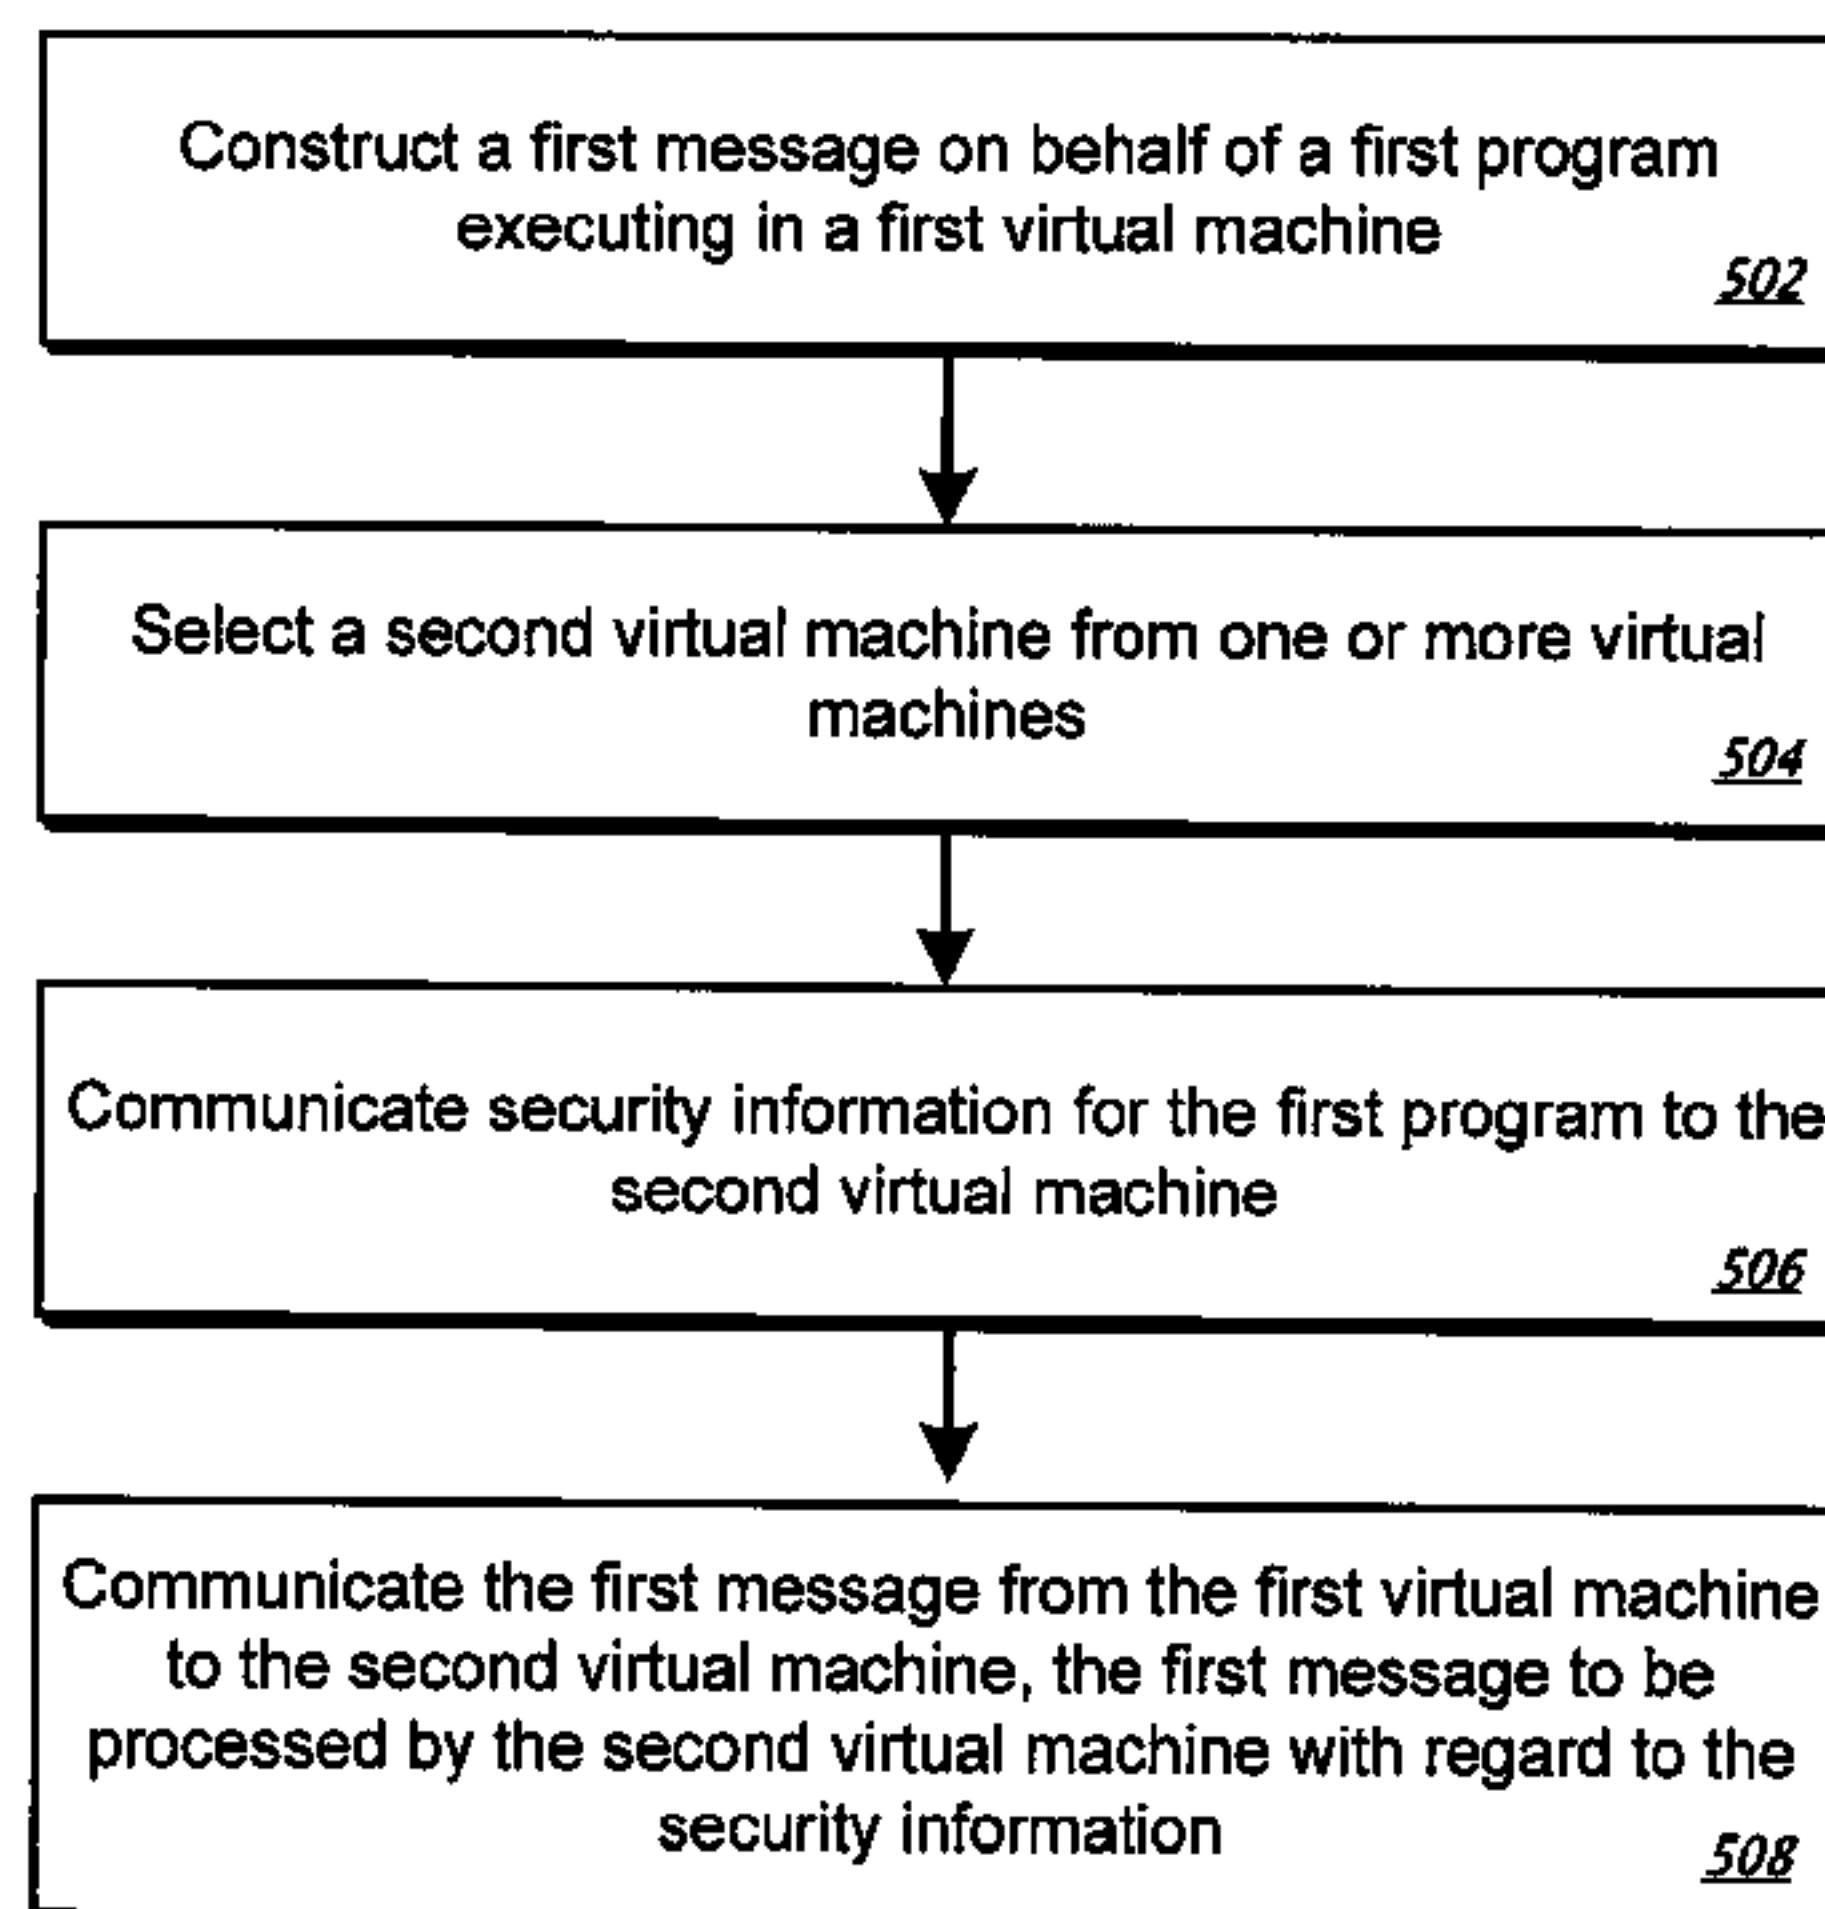 Construct a first message on behalf of a first program
executing in a first virtual machine
502
Select a second virtual machine from one or more virtual
machines
504
Communicate security information for the first program to the
second virtual machine
506
Communicate the first message from the first virtual machine
to the second virtual machine, the first message to be
processed by the second virtual machine with regard to the
security information
508